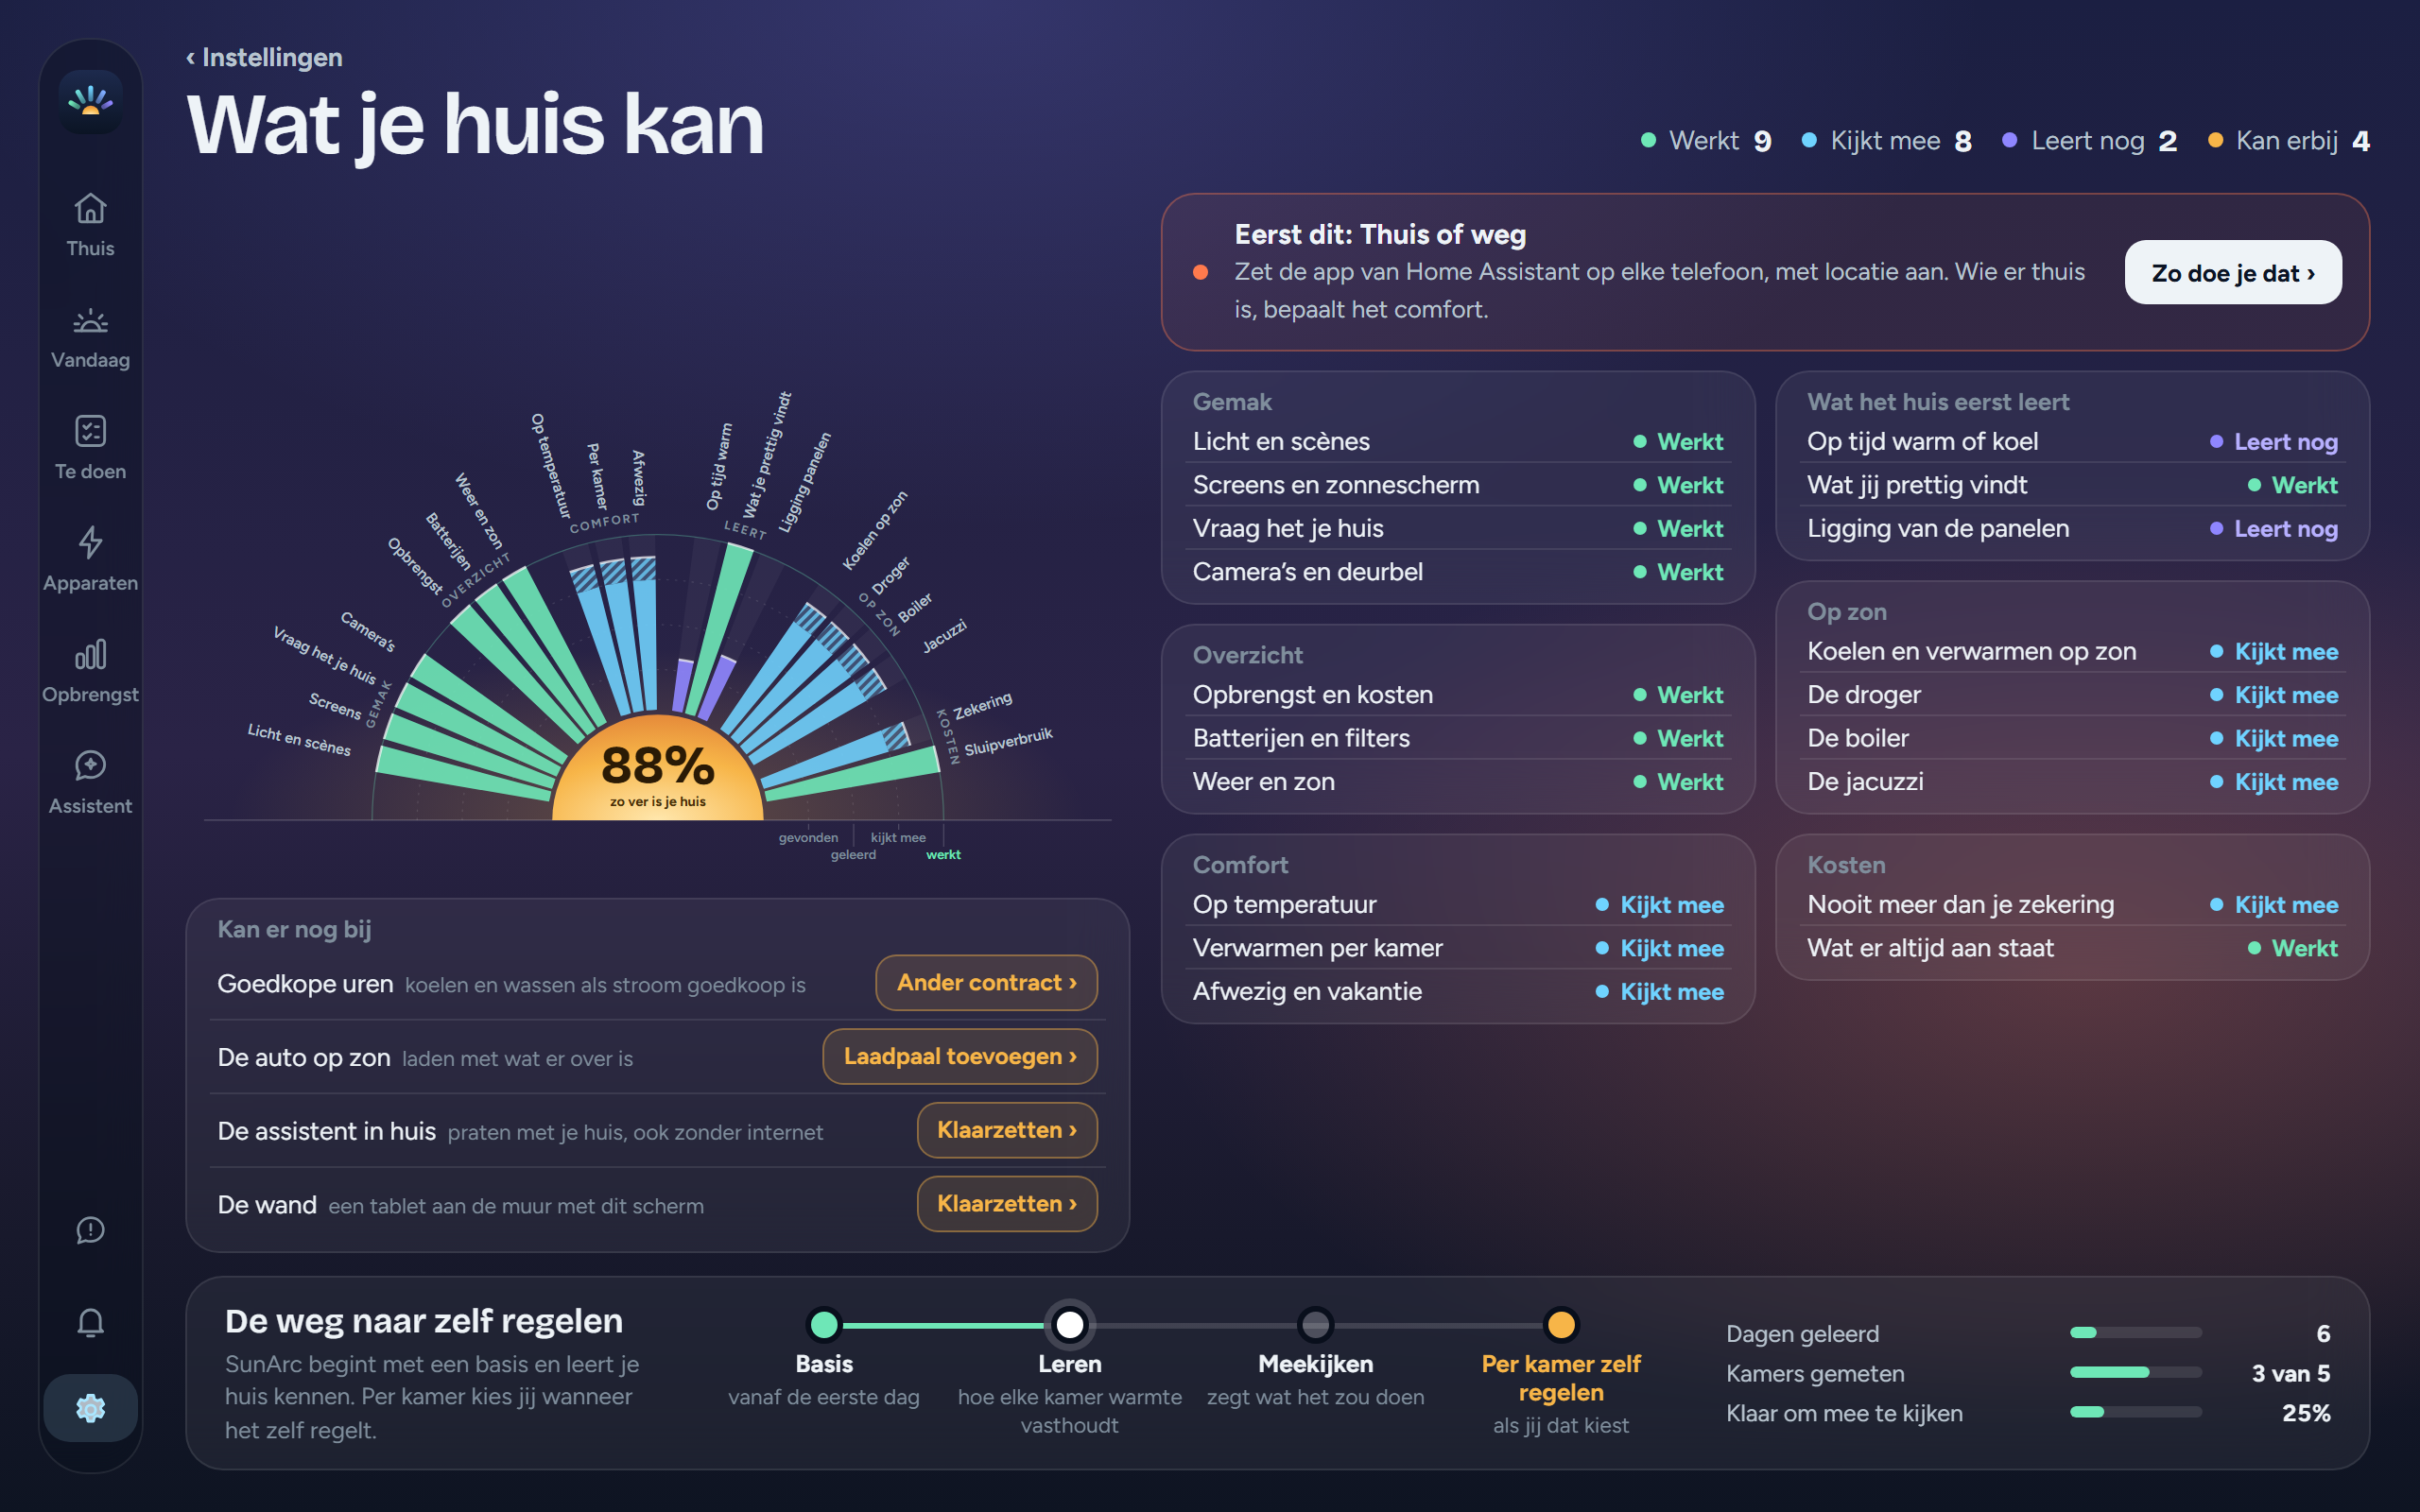 ‹ Instellingen
Wat je huis kan
Werkt 9
Kijkt mee 8
Leert nog 2
Kan erbij 4
Thuis
Vandaag
Te doen
Apparaten
Opbrengst
Assistent
Licht en scènes
Screens
Vraag het je huis
Camera's
GEMAK
Opbrengst
Batterijen
Weer en zon
OVERZICHT
Op temperatuur
Per kamer
Afwezig
COMFORT
Op tijd warm
Wat je prettig vindt
Ligging panelen
LEERT
Koelen op zon
Droger
Boiler
Jacuzzi
OP ZON
Zekering
Sluipverbruik
KOSTEN
88%
zo ver is je huis
gevonden
geleerd
kijkt mee
werkt
Kan er nog bij
Goedkope uren koelen en wassen als stroom goedkoop is Ander contract ›
De auto op zon laden met wat er over is Laadpaal toevoegen ›
De assistent in huis praten met je huis, ook zonder internet Klaarzetten ›
De wand een tablet aan de muur met dit scherm Klaarzetten ›
Eerst dit: Thuis of weg
Zet de app van Home Assistant op elke telefoon, met locatie aan. Wie er thuis
is, bepaalt het comfort.
Zo doe je dat ›
Gemak
Licht en scènes Werkt
Screens en zonnescherm Werkt
Vraag het je huis Werkt
Camera’s en deurbel Werkt
Overzicht
Opbrengst en kosten Werkt
Batterijen en filters Werkt
Weer en zon Werkt
Comfort
Op temperatuur Kijkt mee
Verwarmen per kamer Kijkt mee
Afwezig en vakantie Kijkt mee
Wat het huis eerst leert
Op tijd warm of koel Leert nog
Wat jij prettig vindt Werkt
Ligging van de panelen Leert nog
Op zon
Koelen en verwarmen op zon Kijkt mee
De droger Kijkt mee
De boiler Kijkt mee
De jacuzzi Kijkt mee
Kosten
Nooit meer dan je zekering Kijkt mee
Wat er altijd aan staat Werkt
De weg naar zelf regelen
SunArc begint met een basis en leert je
huis kennen. Per kamer kies jij wanneer
het zelf regelt.
Basis
vanaf de eerste dag
Leren
hoe elke kamer warmte
vasthoudt
Meekijken
zegt wat het zou doen
Per kamer zelf
regelen
als jij dat kiest
Dagen geleerd 6
Kamers gemeten 3 van 5
Klaar om mee te kijken 25%